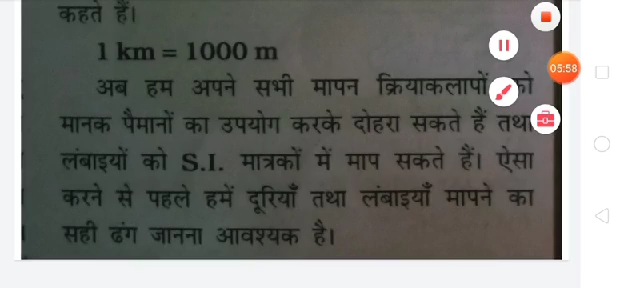 कहते हैं।
1 km = 1000 m
अब हम अपने सभी मापन क्रियाकलापों को
मानक पैमानों का उपयोग करके दोहरा सकते हैं तथा
लंबाइयों को S.I. मात्रकों में माप सकते हैं। ऐसा
करने से पहले हमें दूरियाँ तथा लंबाइयाँ मापने का
सही ढंग जानना आवश्यक है।
05:58